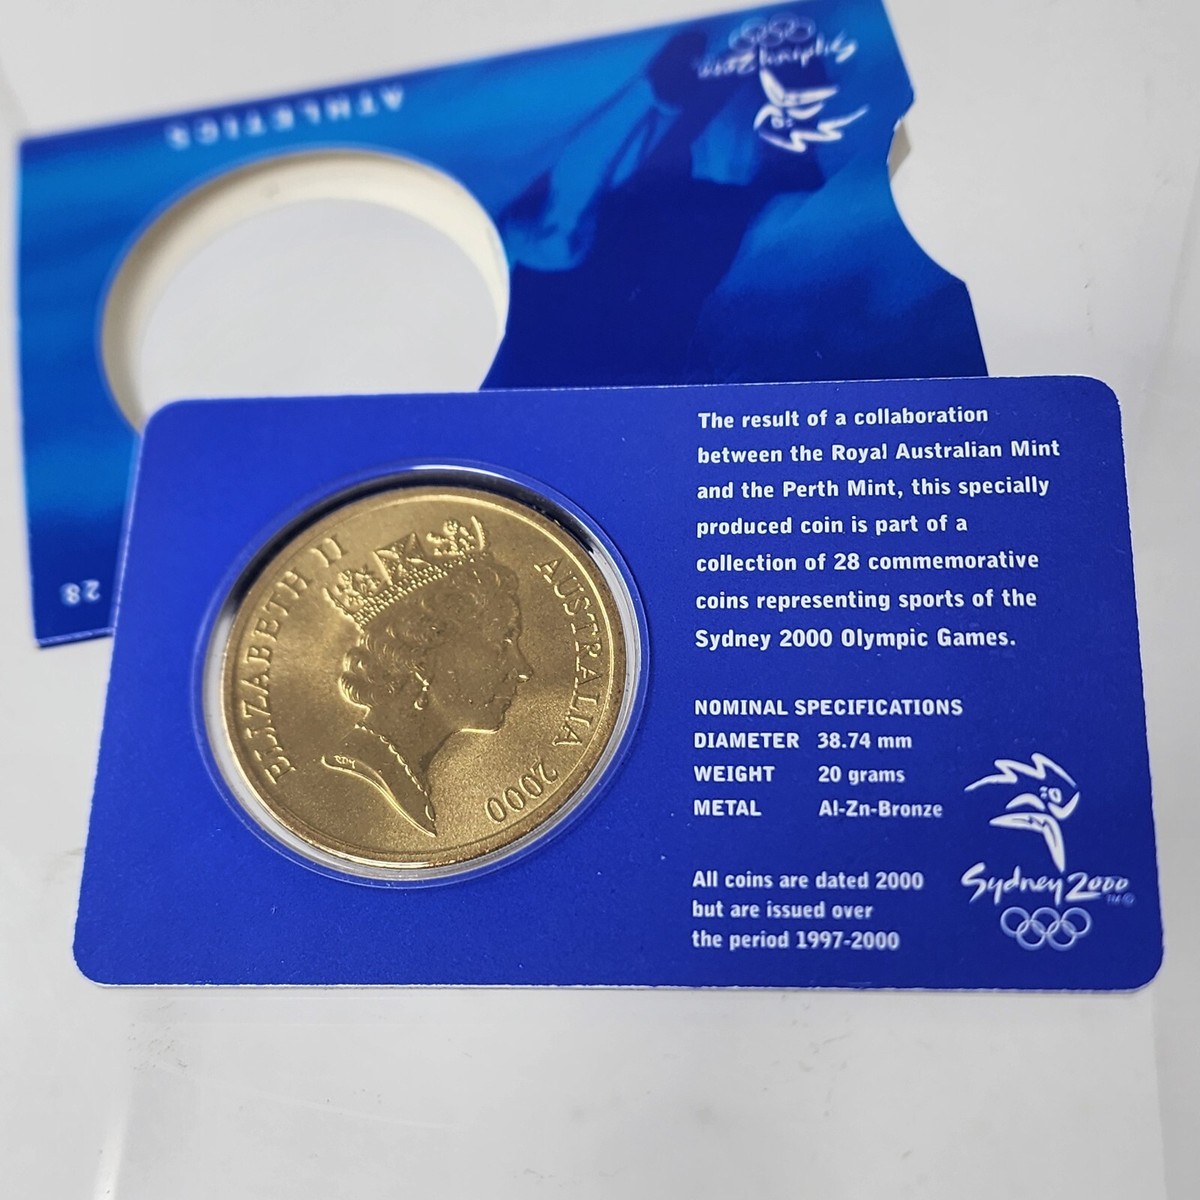 Sydney 2000
ATHLETICS
28
ELIZABETH II
AUSTRALIA 2000
The result of a collaboration
between the Royal Australian Mint
and the Perth Mint, this specially
produced coin is part of a
collection of 28 commemorative
coins representing sports of the
Sydney 2000 Olympic Games.
NOMINAL SPECIFICATIONS
DIAMETER 38.74 mm
WEIGHT 20 grams
METAL Al-Zn-Bronze
All coins are dated 2000
but are issued over
the period 1997-2000
Sydney 2000
TM©